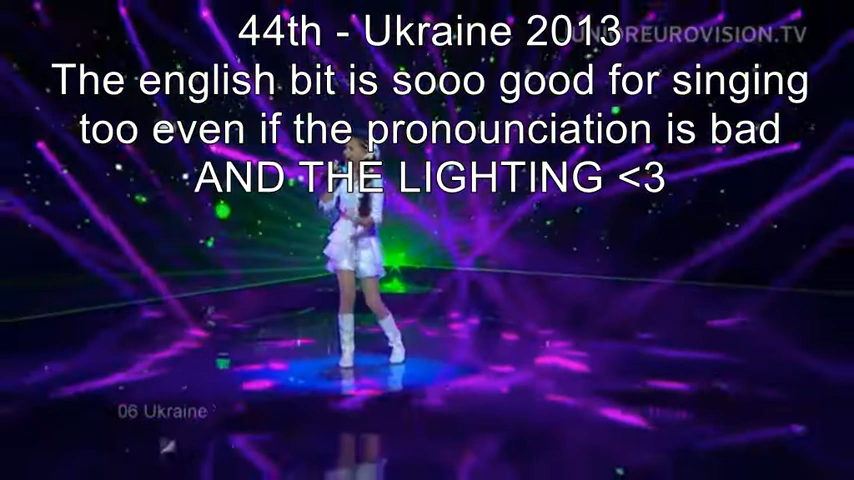 44th - Ukraine 2013
JUNIOREUROVISION.TV
The english bit is sooo good for singing
too even if the pronounciation is bad
AND THE LIGHTING <3
06 Ukraine